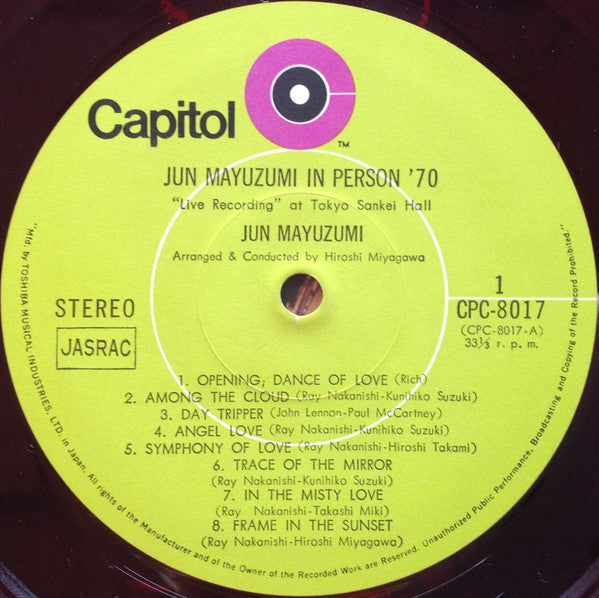 Capitol
TM
JUN MAYUZUMI IN PERSON '70
"Live Recording" at Tokyo Sankei Hall
JUN MAYUZUMI
Arranged & Conducted by Hiroshi Miyagawa
STEREO
JASRAC
1
CPC-8017
(CPC-8017-A)
33⅓ r. p. m.
1. OPENING; DANCE OF LOVE (Rich)
2. AMONG THE CLOUD (Ray Nakanishi-Kunihiko Suzuki)
3. DAY TRIPPER (John Lennon-Paul McCartney)
4. ANGEL LOVE (Ray Nakanishi-Kunihiko Suzuki)
5. SYMPHONY OF LOVE (Ray Nakanishi-Hiroshi Takami)
6. TRACE OF THE MIRROR
(Ray Nakanishi-Kunihiko Suzuki)
7. IN THE MISTY LOVE
(Ray Nakanishi-Takashi Miki)
8. FRAME IN THE SUNSET
(Ray Nakanishi-Hiroshi Miyagawa)
"Mfd. by TOSHIBA MUSICAL INDUSTRIES, LTD. in Japan. All rights of the Manufacturer and of the Owner of the Recorded Work are Reserved. Unauthorized Public Performance, Broadcasting and Copying of the Record Prohibited."